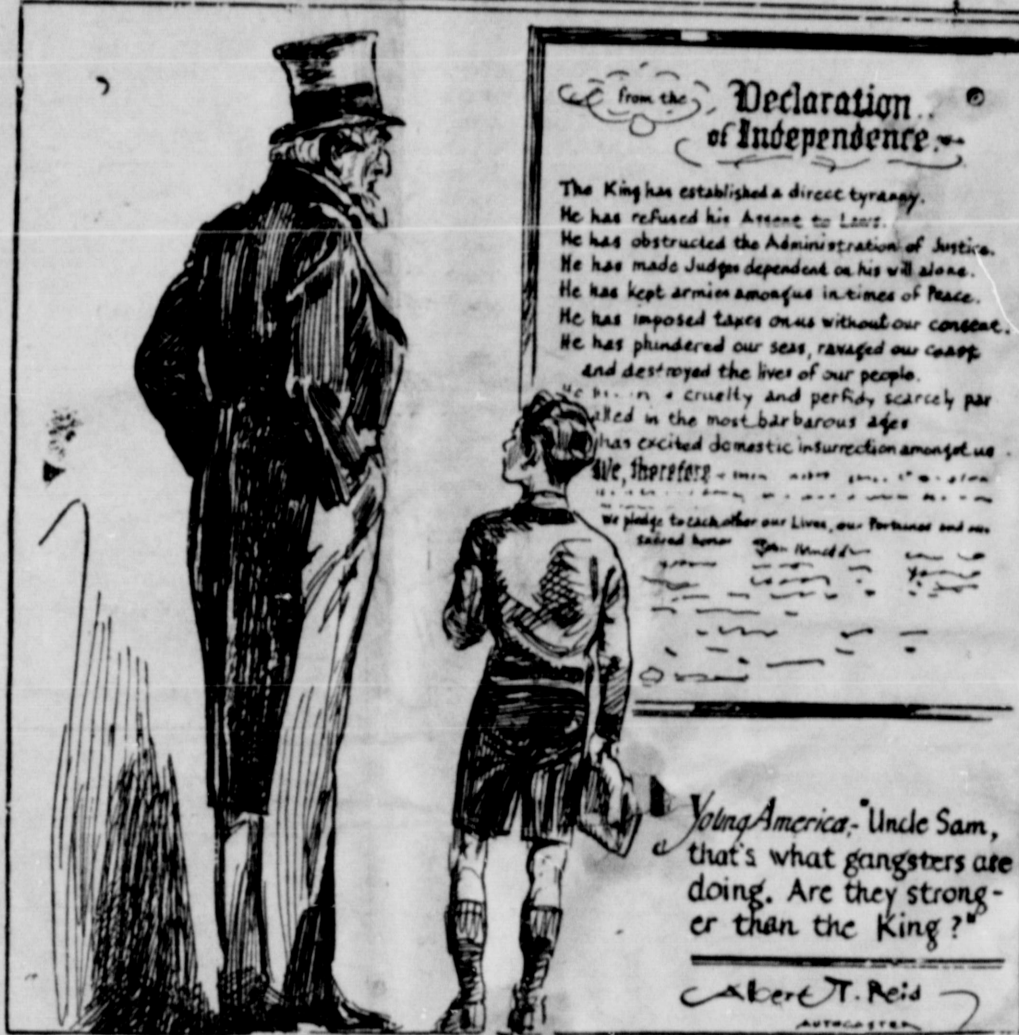 from the
Declaration
of Independence.
The King has established a direct tyranny.
He has refused his Assent to Laws.
He has obstructed the Administration of Justice.
He has made Judges dependent on his will alone.
He has kept armies among us in times of Peace.
He has imposed taxes on us without our consent.
He has plundered our seas, ravaged our coast
and destroyed the lives of our people.
cruelty and perfidy scarcely par
in the most barbarous ages
has excited domestic insurrection amongst us
We, therefore
we pledge to each other our Lives, our Fortunes and our
sacred honor
Young America,- "Uncle Sam,
that's what gangsters are
doing. Are they strong-
er than the King?"
Albert T. Reid
AUTOCASTER